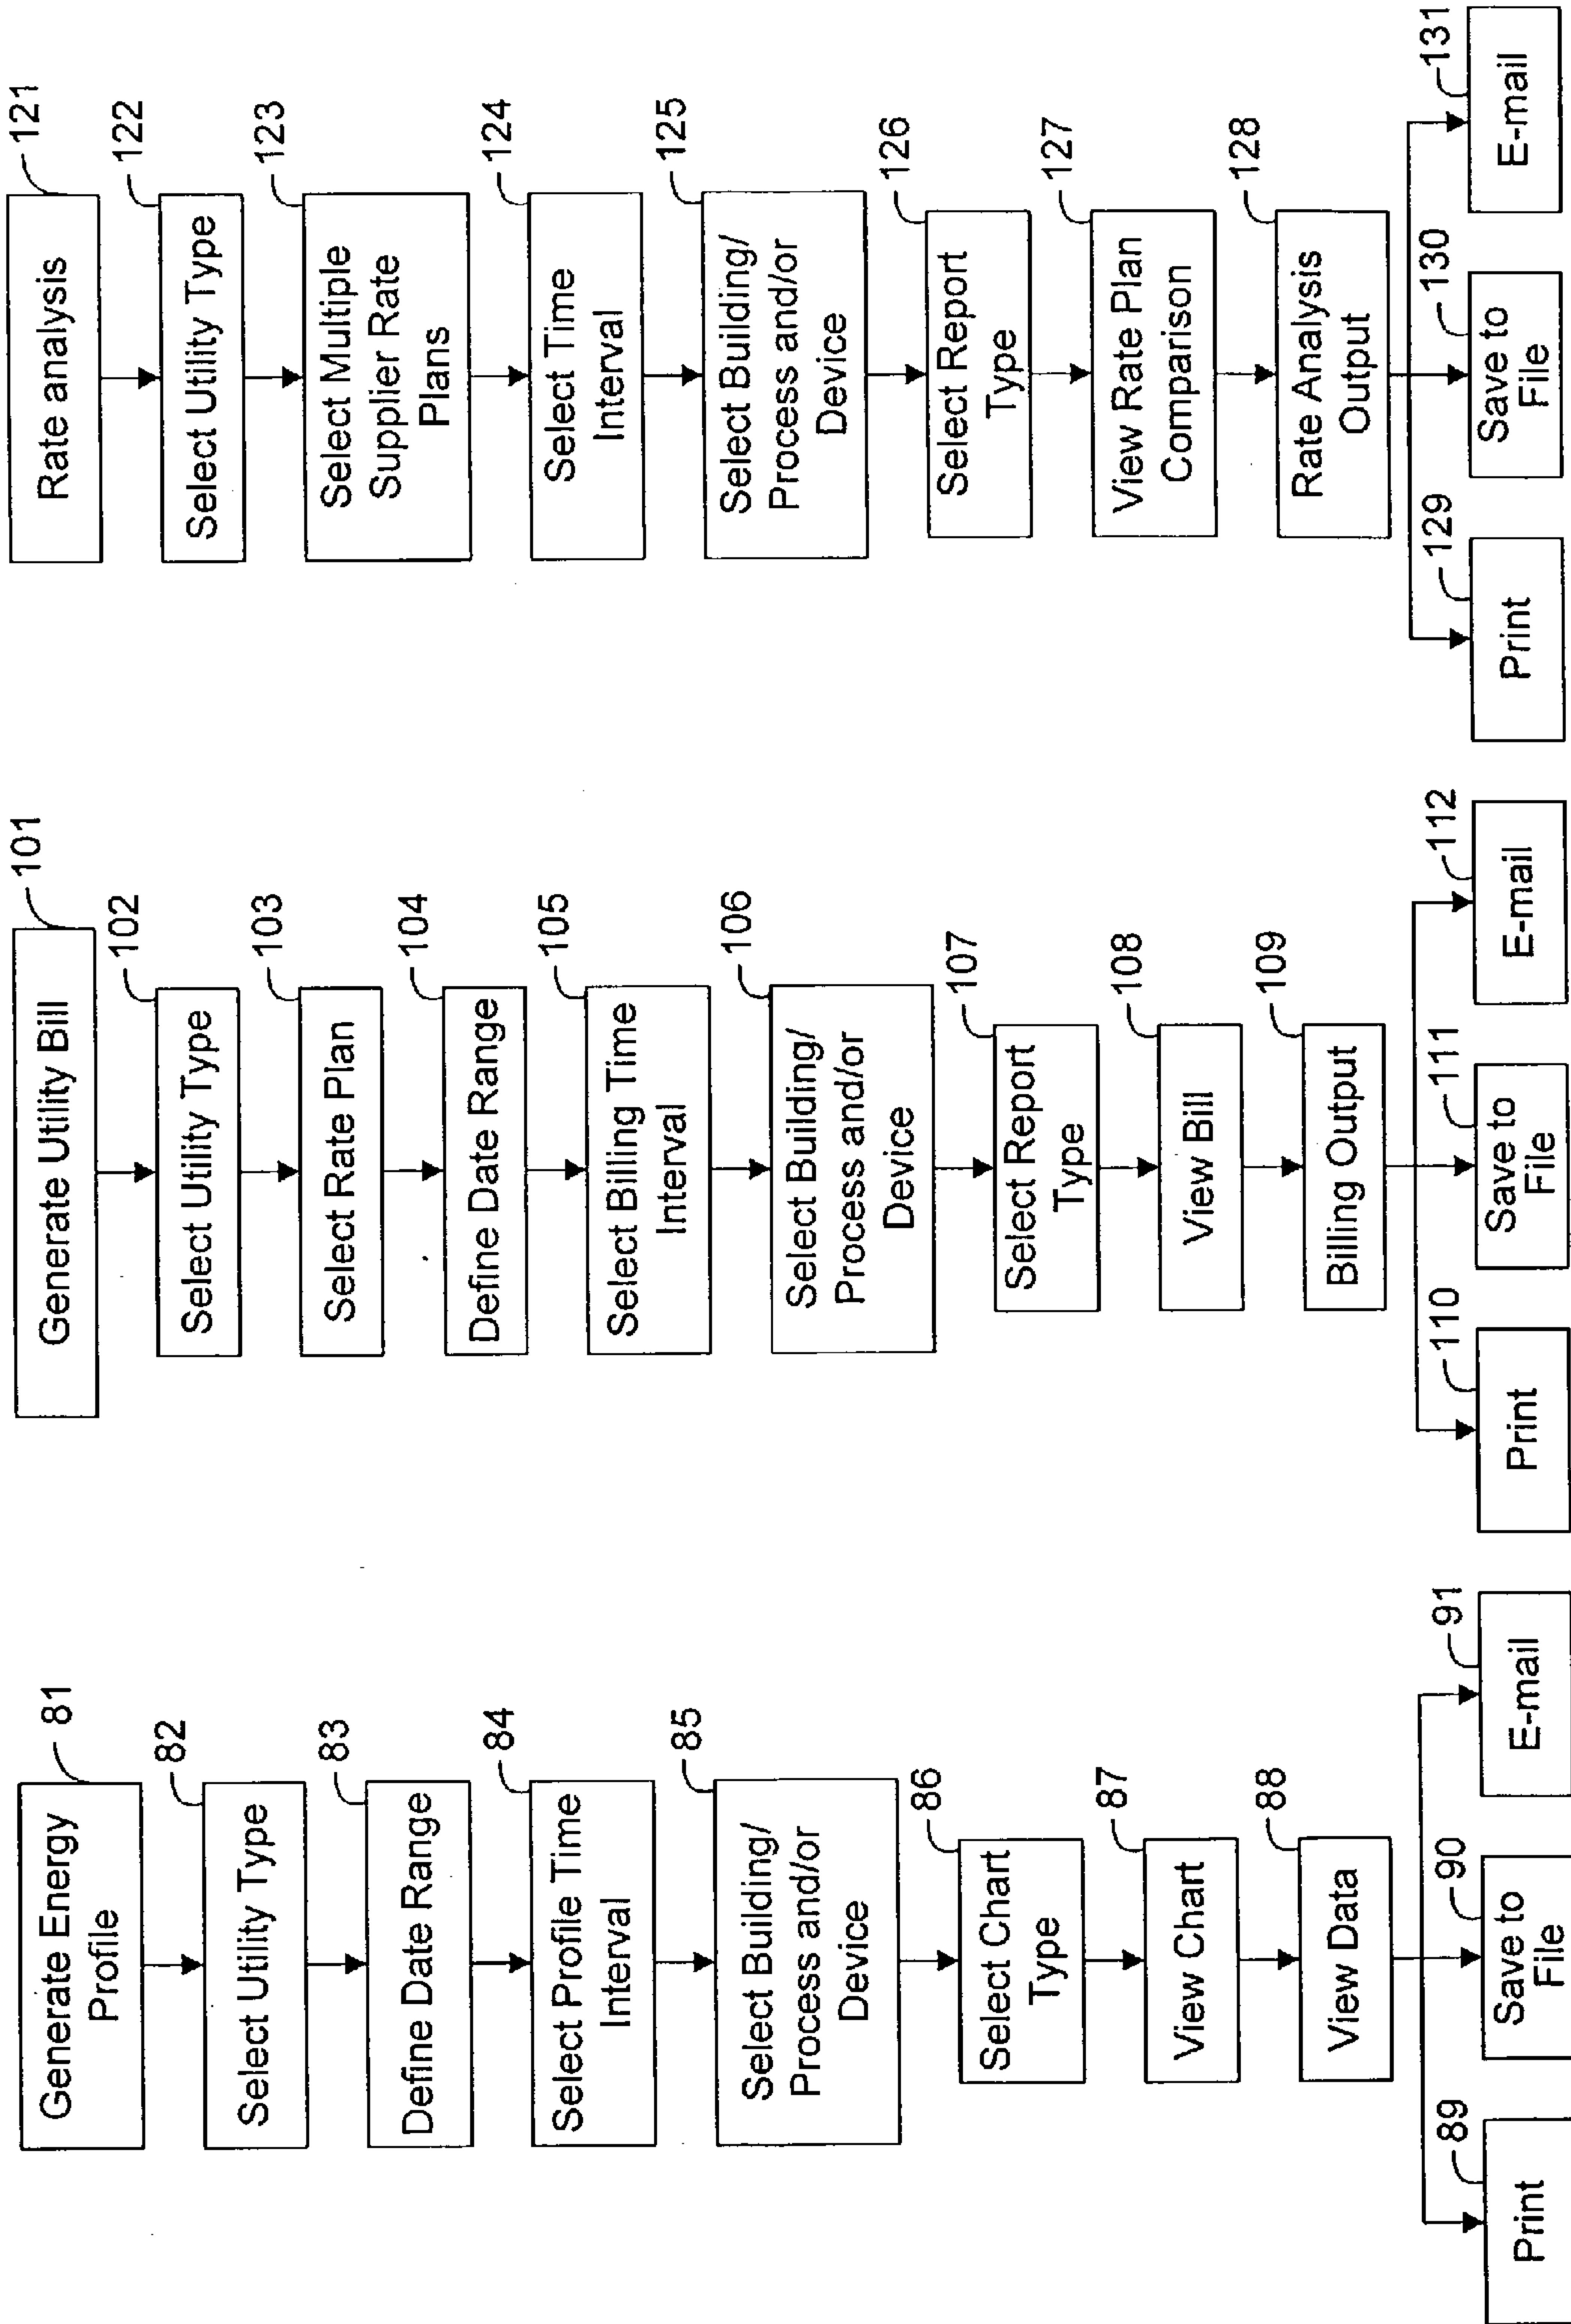 81
Generate Energy
Profile
82
Select Utility Type
83
Define Date Range
84
Select Profile Time
Interval
85
Select Building/
Process and/or
Device
86
Select Chart
Type
87
View Chart
88
View Data
89
Print
90
Save to
File
91
E-mail
101
Generate Utility Bill
102
Select Utility Type
103
Select Rate Plan
104
Define Date Range
105
Select Billing Time
Interval
106
Select Building/
Process and/or
Device
107
Select Report
Type
108
View Bill
109
Billing Output
110
Print
111
Save to
File
112
E-mail
121
Rate analysis
122
Select Utility Type
123
Select Multiple
Supplier Rate
Plans
124
Select Time
Interval
125
Select Building/
Process and/or
Device
126
Select Report
Type
127
View Rate Plan
Comparison
128
Rate Analysis
Output
129
Print
130
Save to
File
131
E-mail